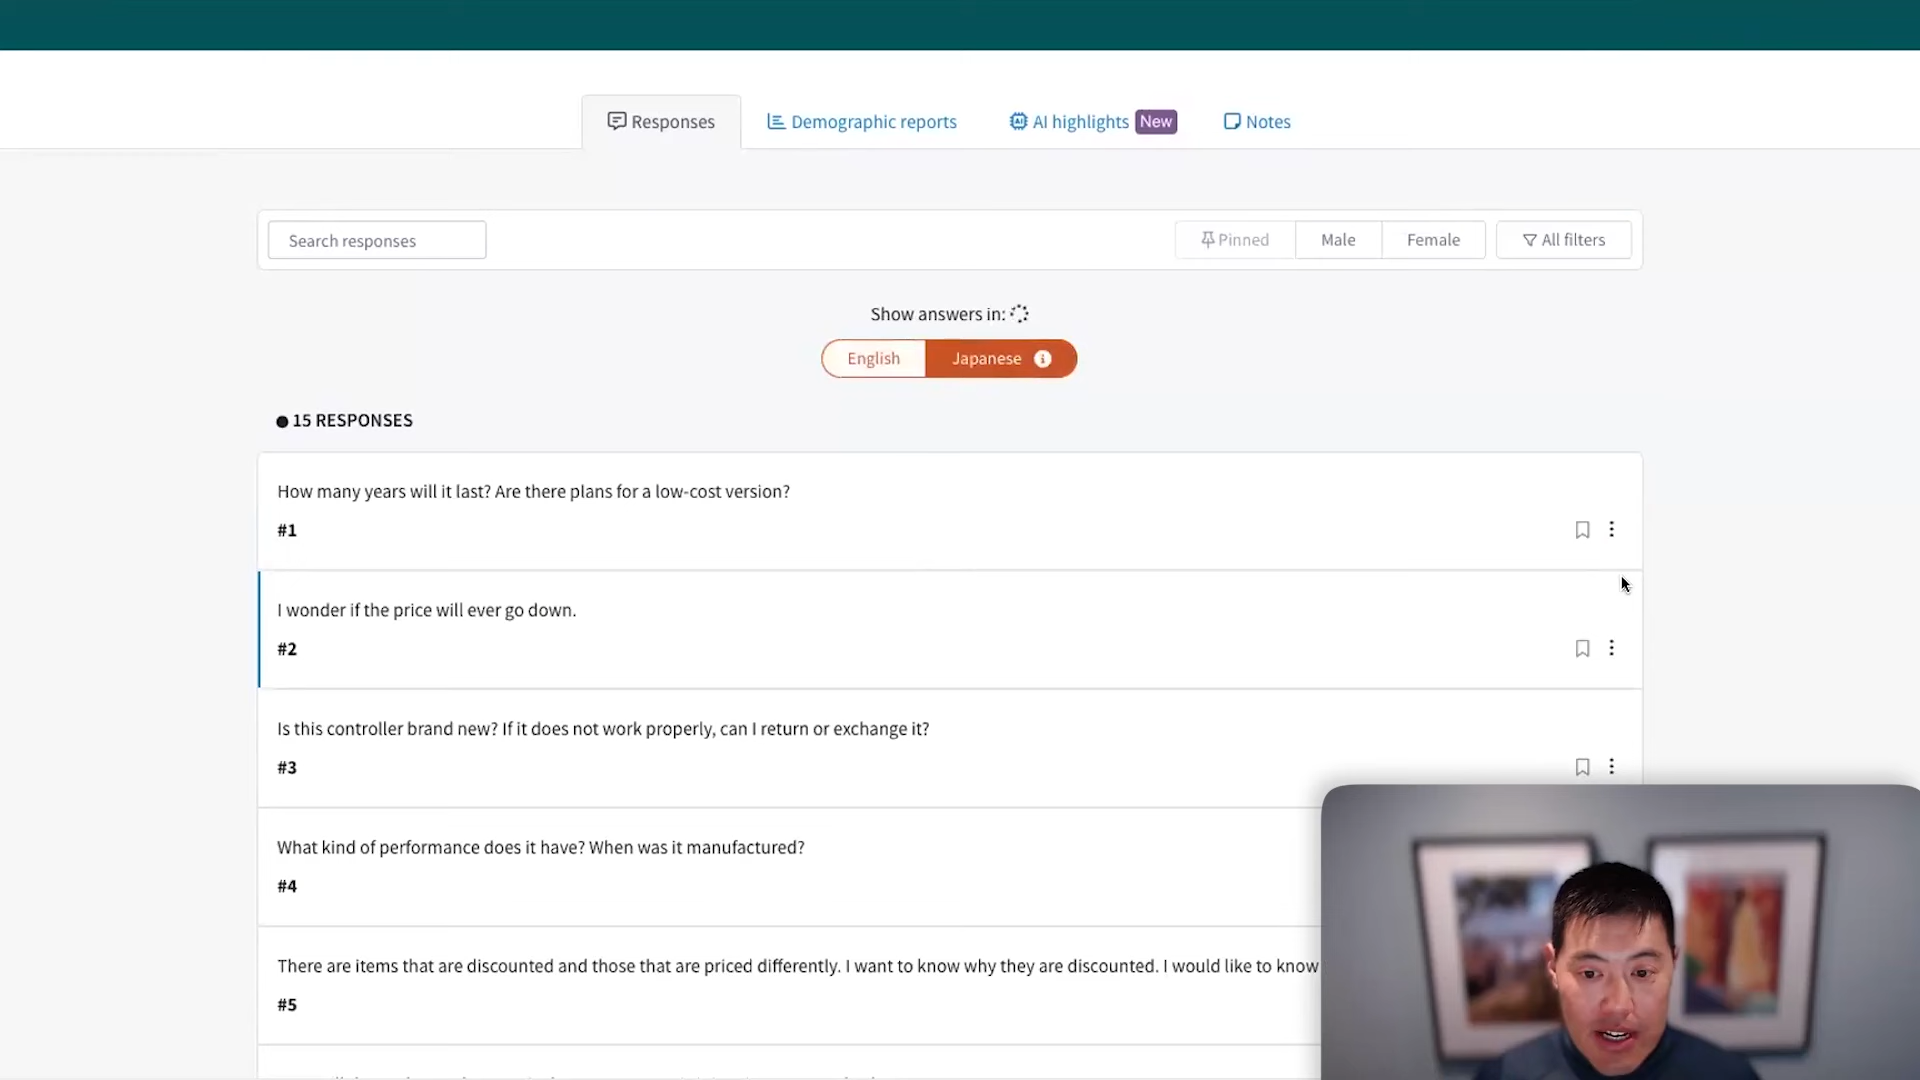 Responses
Demographic reports
AI highlights New
Notes
Search responses
Pinned
Male
Female
All filters
Show answers in:
English
Japanese
15 RESPONSES
How many years will it last? Are there plans for a low-cost version?
#1
I wonder if the price will ever go down.
#2
Is this controller brand new? If it does not work properly, can I return or exchange it?
#3
What kind of performance does it have? When was it manufactured?
#4
There are items that are discounted and those that are priced differently. I want to know why they are discounted. I would like to know
#5